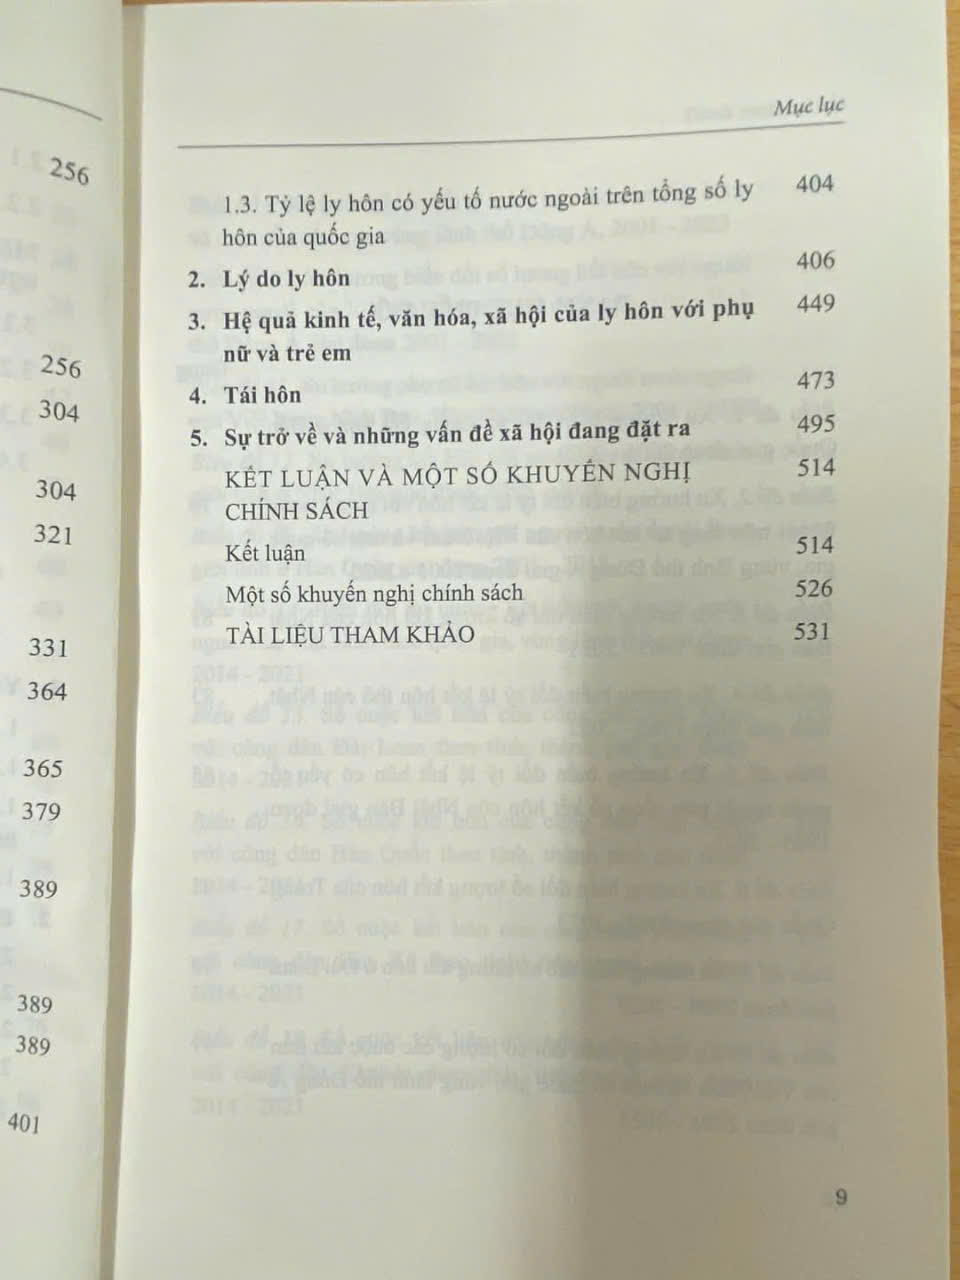 256
256
304
304
321
331
364
365
379
389
389
389
401
Mục lục
1.3. Tỷ lệ ly hôn có yếu tố nước ngoài trên tổng số ly 404
hôn của quốc gia
2. Lý do ly hôn 406
3. Hệ quả kinh tế, văn hóa, xã hội của ly hôn với phụ 449
nữ và trẻ em
4. Tái hôn 473
5. Sự trở về và những vấn đề xã hội đang đặt ra 495
KẾT LUẬN VÀ MỘT SỐ KHUYẾN NGHỊ 514
CHÍNH SÁCH
Kết luận 514
Một số khuyến nghị chính sách 526
TÀI LIỆU THAM KHẢO 531
9